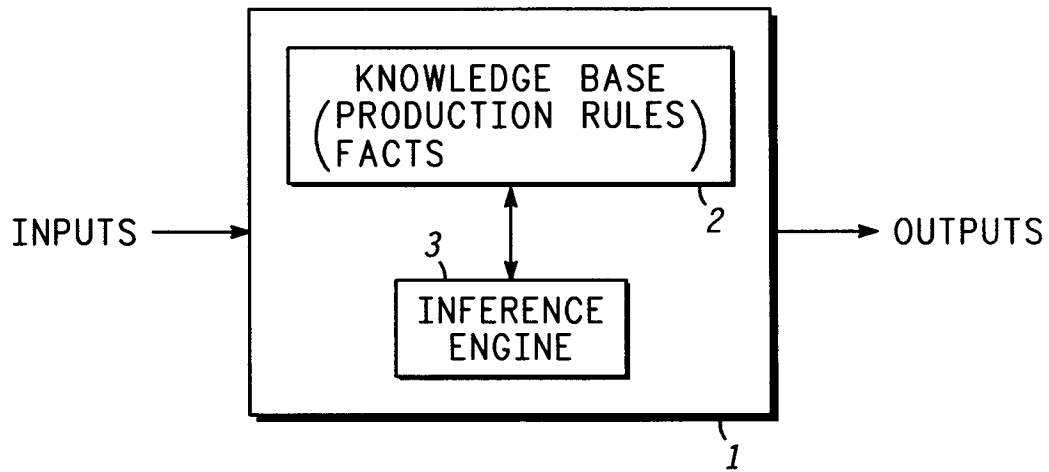 KNOWLEDGE BASE
(PRODUCTION RULES
FACTS)
2
INPUTS
OUTPUTS
3
INFERENCE
ENGINE
1